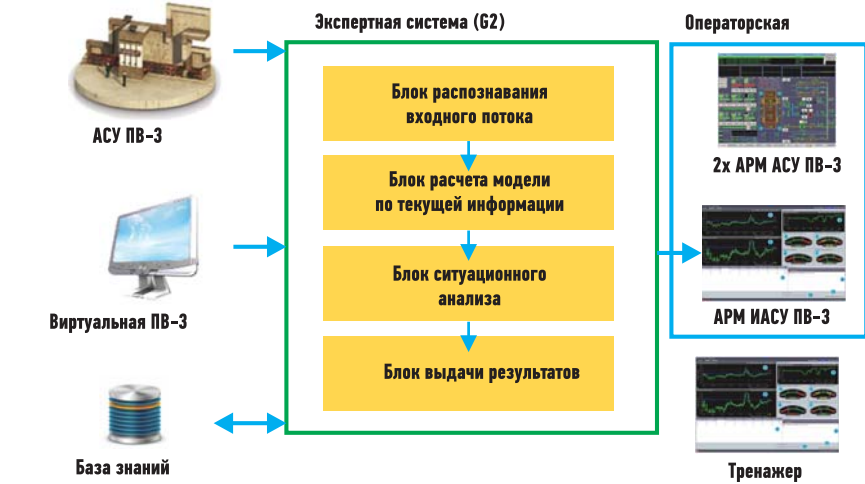 Экспертная система (G2)
Операторская
АСУ ПВ-3
Виртуальная ПВ-3
База знаний
Блок распознавания
входного потока
Блок расчета модели
по текущей информации
Блок ситуационного
анализа
Блок выдачи результатов
2х АРМ АСУ ПВ-3
АРМ ИАСУ ПВ-3
Тренажер